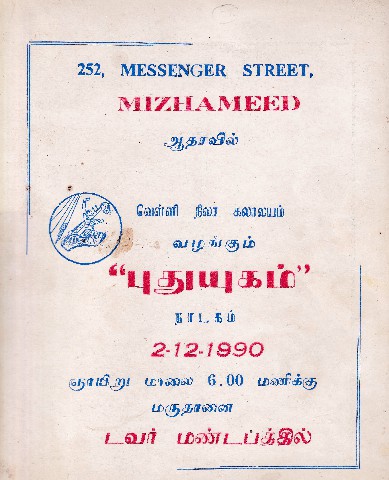 252, MESSENGER STREET,
MIZHAMEED
ஆதரவில்
வெள்ளி நிலா கலாலயம்
வழங்கும்
"புதுயுகம்"
நாடகம்
2-12-1990
ஞாயிறு மாலை 6.00 மணிக்கு
மருதானை
டவர் மண்டபத்தில்